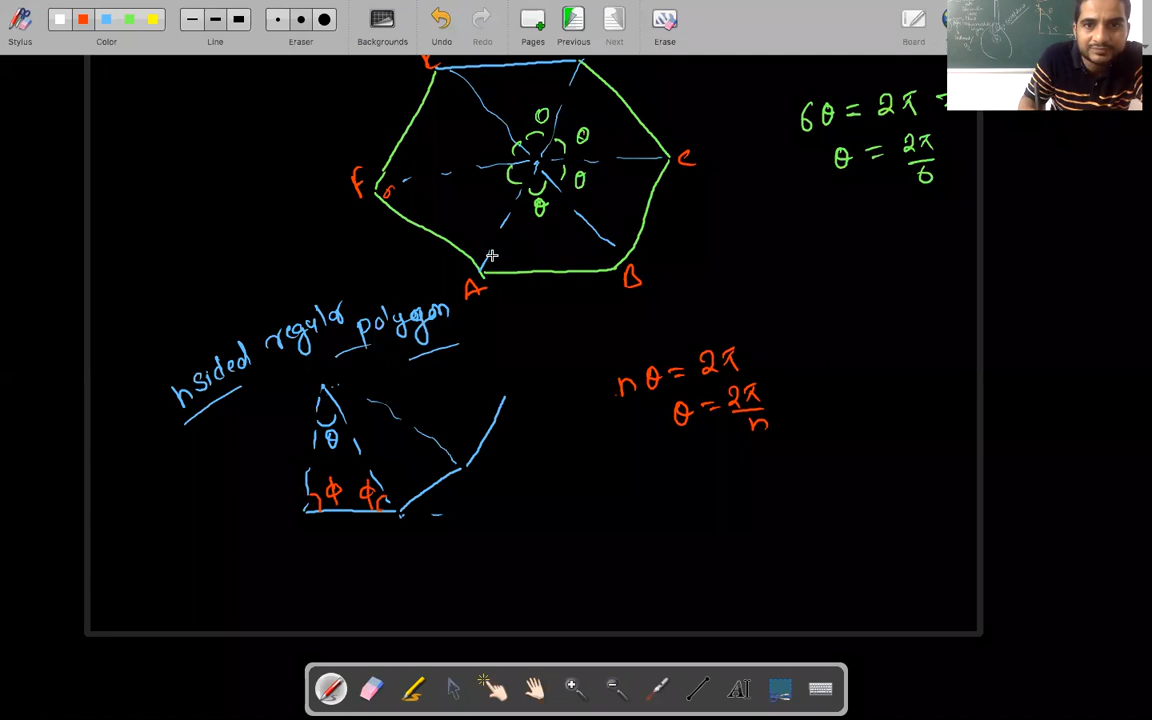 Stylus
Color
Line
Eraser
Backgrounds
Undo
Redo
Pages
Previous
Next
Erase
Board
6θ = 2π =
θ = 2π/6
θ
θ
θ
θ
C
F
A
B
n sided regular polygon
θ
φ φ
nθ = 2π
θ = 2π/n